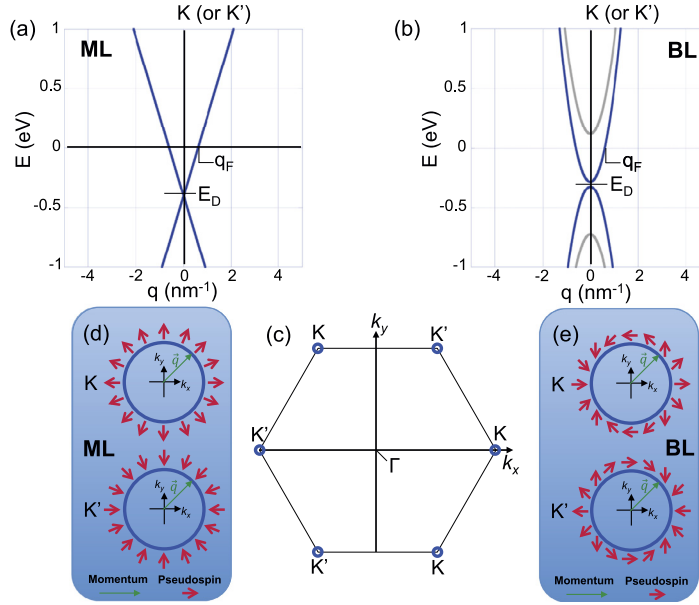 K (or K')
K (or K')
(a)
ML
(b)
BL
1
0.5
0
-0.5
-1
E (eV)
q_F
E_D
-4
-2
0
2
4
q (nm⁻¹)
1
0.5
0
-0.5
1
E (eV)
q_F
E_D
-4
-2
0
2
4
q (nm⁻¹)
(d)
K
k_y
q⃗
k_x
ML
K'
k_y
q⃗
k_x
Momentum
Pseudospin
(c)
k_y
K
K'
K'
K
Γ
k_x
K'
K
(e)
K
k_y
q⃗
k_x
BL
K'
k_y
q⃗
k_x
Momentum
Pseudospin